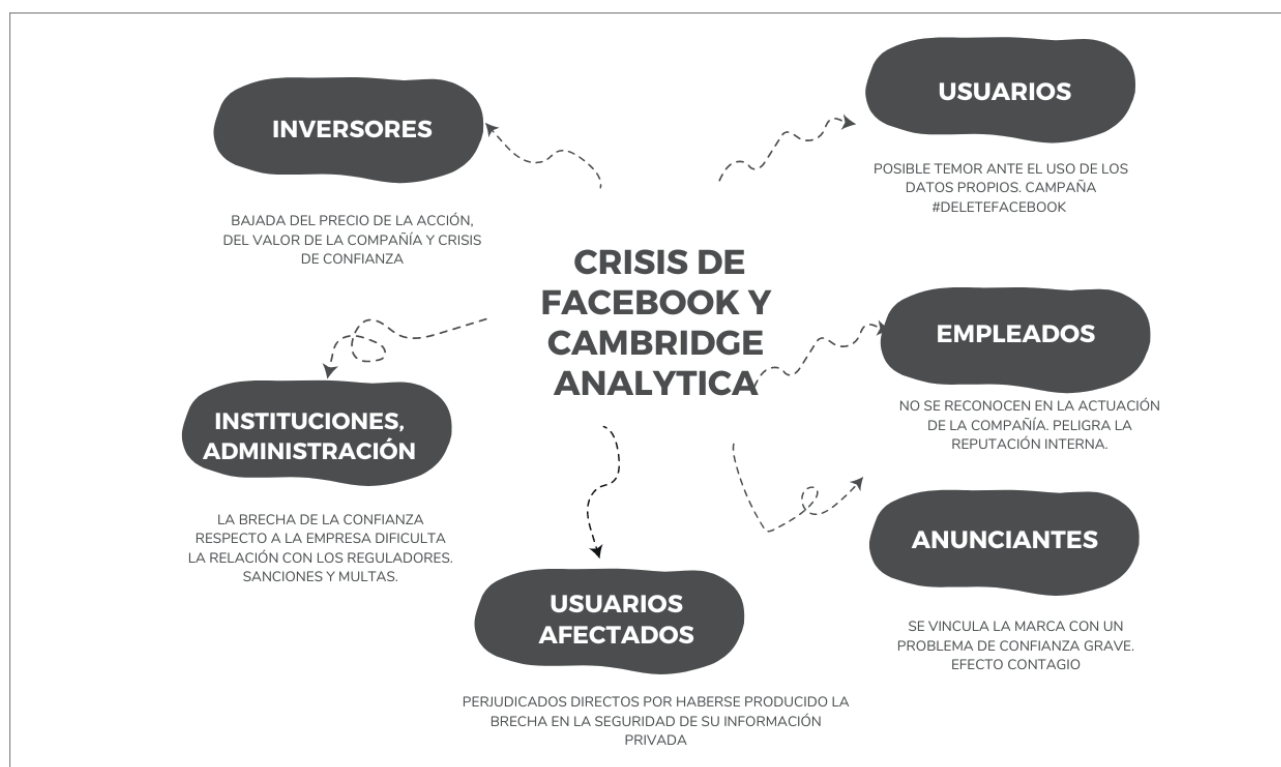 INVERSORES
BAJADA DEL PRECIO DE LA ACCIÓN,
DEL VALOR DE LA COMPAÑÍA Y CRISIS
DE CONFIANZA
USUARIOS
POSIBLE TEMOR ANTE EL USO DE LOS
DATOS PROPIOS. CAMPAÑA
#DELETEFACEBOOK
CRISIS DE
FACEBOOK Y
CAMBRIDGE
ANALYTICA
EMPLEADOS
NO SE RECONOCEN EN LA ACTUACIÓN
DE LA COMPAÑÍA. PELIGRA LA
REPUTACIÓN INTERNA.
INSTITUCIONES,
ADMINISTRACIÓN
LA BRECHA DE LA CONFIANZA
RESPECTO A LA EMPRESA DIFICULTA
LA RELACIÓN CON LOS REGULADORES.
SANCIONES Y MULTAS.
ANUNCIANTES
SE VINCULA LA MARCA CON UN
PROBLEMA DE CONFIANZA GRAVE.
EFECTO CONTAGIO
USUARIOS
AFECTADOS
PERJUDICADOS DIRECTOS POR HABERSE PRODUCIDO LA
BRECHA EN LA SEGURIDAD DE SU INFORMACIÓN
PRIVADA